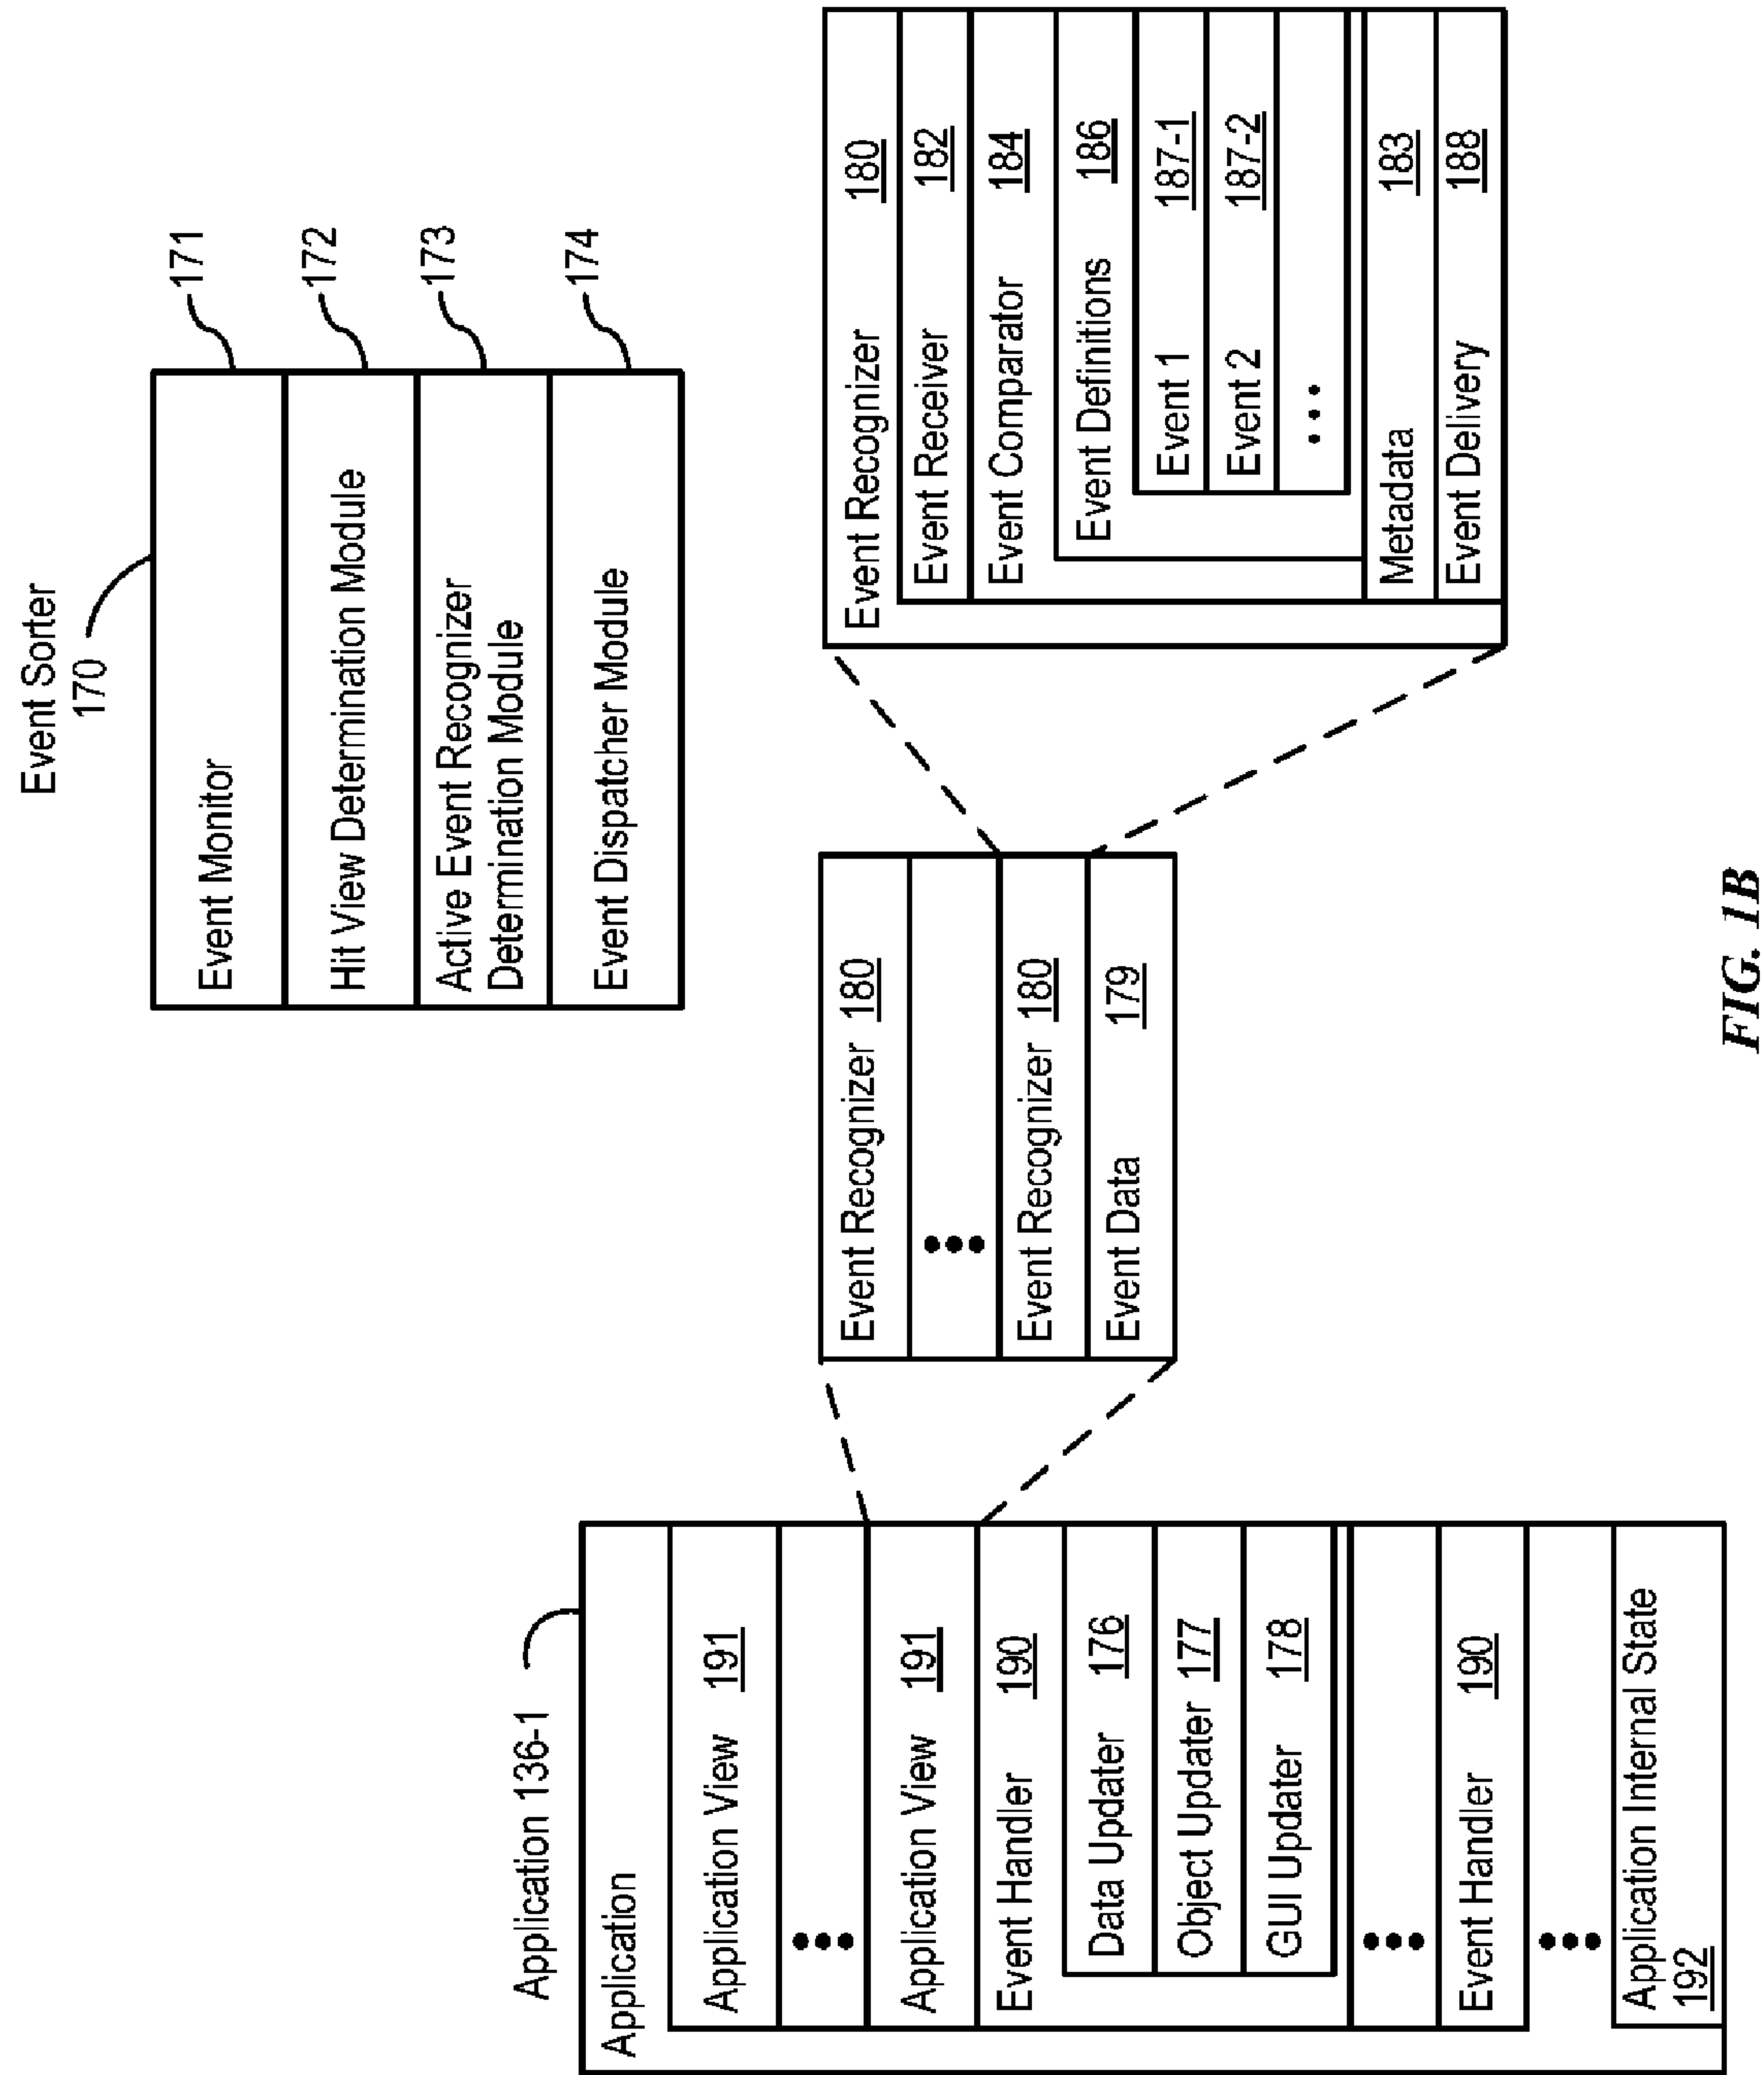 Event Sorter
170
Event Monitor
171
Hit View Determination Module
172
Active Event Recognizer
Determination Module
173
Event Dispatcher Module
174
Application 136-1
Application
Application View 191
•••
Application View 191
Event Handler 190
Data Updater 176
Object Updater 177
GUI Updater 178
•••
Event Handler 190
•••
Application Internal State
192
Event Recognizer 180
•••
Event Recognizer 180
Event Data 179
Event Recognizer 180
Event Receiver 182
Event Comparator 184
Event Definitions 186
Event 1 187-1
Event 2 187-2
•••
Metadata 183
Event Delivery 188
FIG. 1B